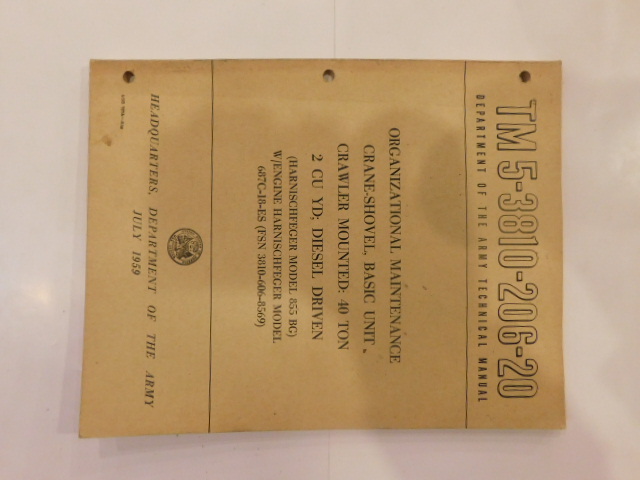 TM 5-3810-206-20
DEPARTMENT OF THE ARMY TECHNICAL MANUAL
ORGANIZATIONAL MAINTENANCE
CRANE-SHOVEL, BASIC UNIT,
CRAWLER MOUNTED: 40 TON
2 CU YD; DIESEL DRIVEN
(HARNISCHFEGER MODEL 855 BG)
W/ENGINE HARNISCHFEGER MODEL
687C-18-ES (FSN 3810-606-8569)
HEADQUARTERS, DEPARTMENT OF THE ARMY
JULY 1959